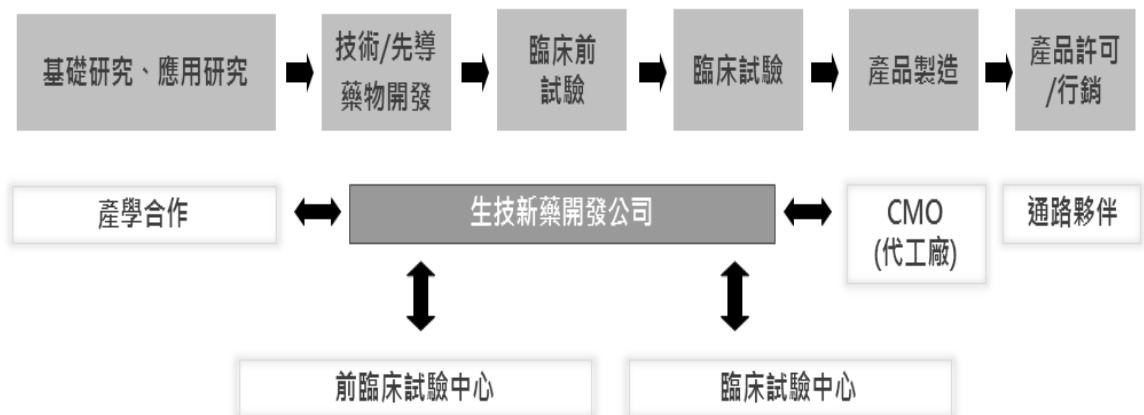 基礎研究、應用研究
技術/先導
藥物開發
臨床前
試驗
臨床試驗
產品製造
產品許可
/行銷
產學合作
生技新藥開發公司
CMO
(代工廠)
通路夥伴
前臨床試驗中心
臨床試驗中心